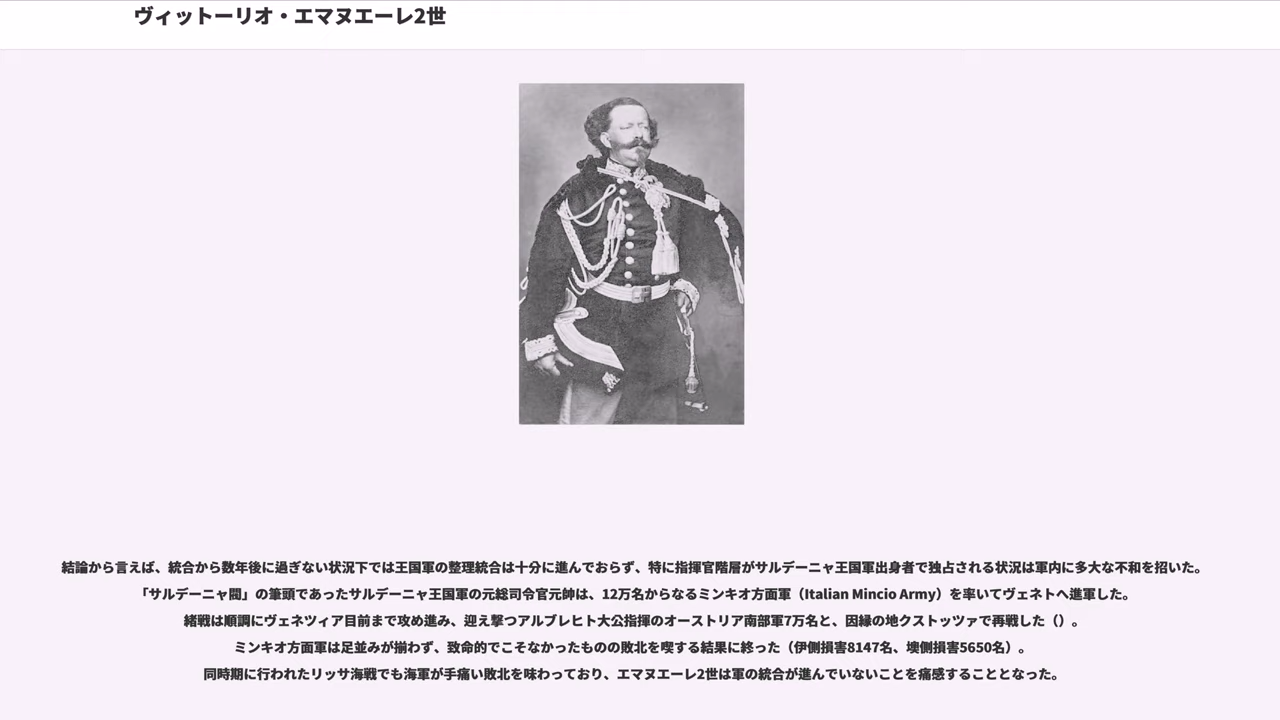 ヴィットーリオ・エマヌエーレ2世
結論から言えば、統合から数年後に過ぎない状況下では王国軍の整理統合は十分に進んでおらず、特に指揮官階層がサルデーニャ王国軍出身者で独占される状況は軍内に多大な不和を招いた。
「サルデーニャ閥」の筆頭であったサルデーニャ王国軍の元総司令官元帥は、12万名からなるミンキオ方面軍（Italian Mincio Army）を率いてヴェネトへ進軍した。
緒戦は順調にヴェネツィア目前まで攻め進み、迎え撃つアルブレヒト大公指揮のオーストリア南部軍7万名と、因縁の地クストッツァで再戦した（）。
ミンキオ方面軍は足並みが揃わず、致命的でこそなかったものの敗北を喫する結果に終った（伊側損害8147名、墺側損害5650名）。
同時期に行われたリッサ海戦でも海軍が手痛い敗北を味わっており、エマヌエーレ2世は軍の統合が進んでいないことを痛感することとなった。